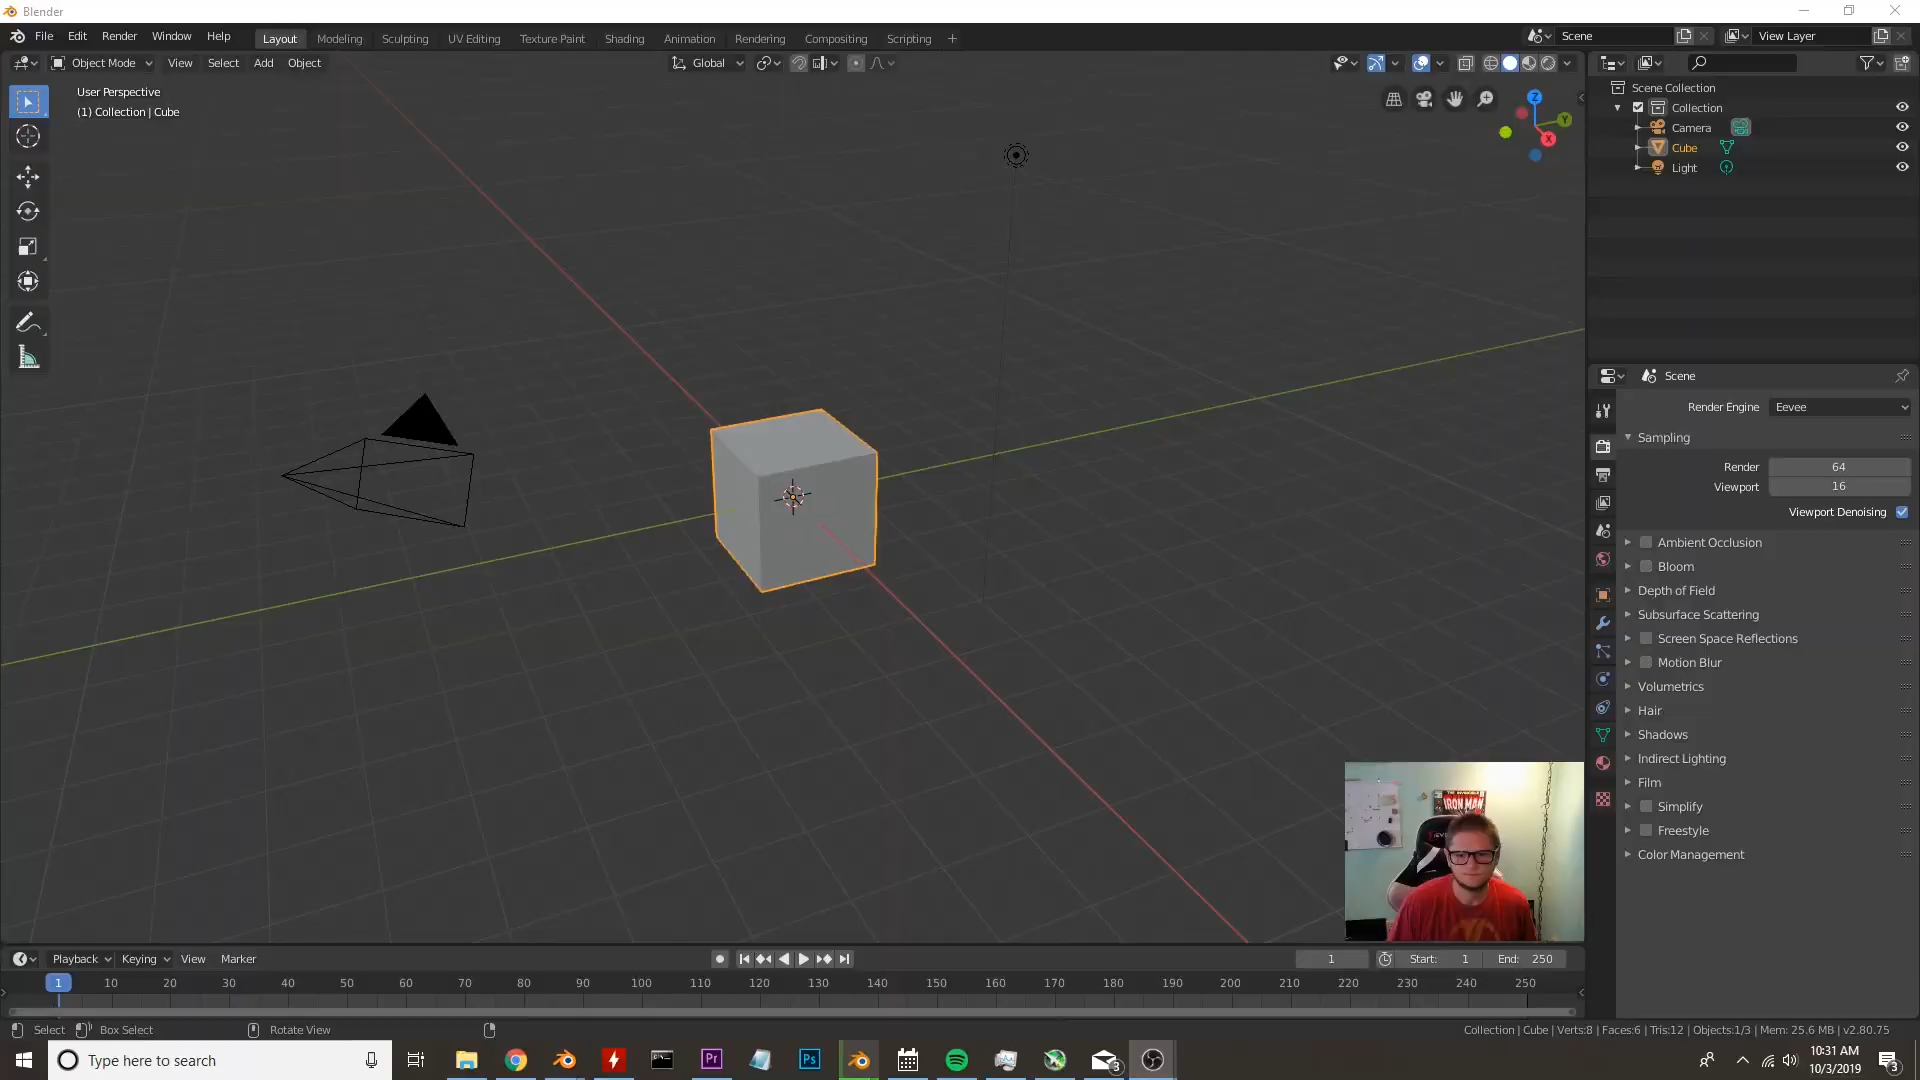 Blender
File Edit Render Window Help
Layout Modeling Sculpting UV Editing Texture Paint Shading Animation Rendering Compositing Scripting +
Scene
View Layer
Object Mode View Select Add Object
Global
User Perspective
(1) Collection | Cube
Z
Y
X
Scene Collection
Collection
Camera
Cube
Light
Scene
Render Engine Eevee
Sampling
Render 64
Viewport 16
Viewport Denoising
Ambient Occlusion
Bloom
Depth of Field
Subsurface Scattering
Screen Space Reflections
Motion Blur
Volumetrics
Hair
Shadows
Indirect Lighting
Film
Simplify
Freestyle
Color Management
IRON MAN
Playback Keying View Marker
1 Start: 1 End: 250
1 10 20 30 40 50 60 70 80 90 100 110 120 130 140 150 160 170 180 190 200 210 220 230 240 250
Select Box Select Rotate View
Collection | Cube | Verts:8 | Faces:6 | Tris:12 | Objects:1/3 | Mem: 25.6 MB | v2.80.75
Type here to search
Pr
Ps
3
10:31 AM
10/3/2019
3